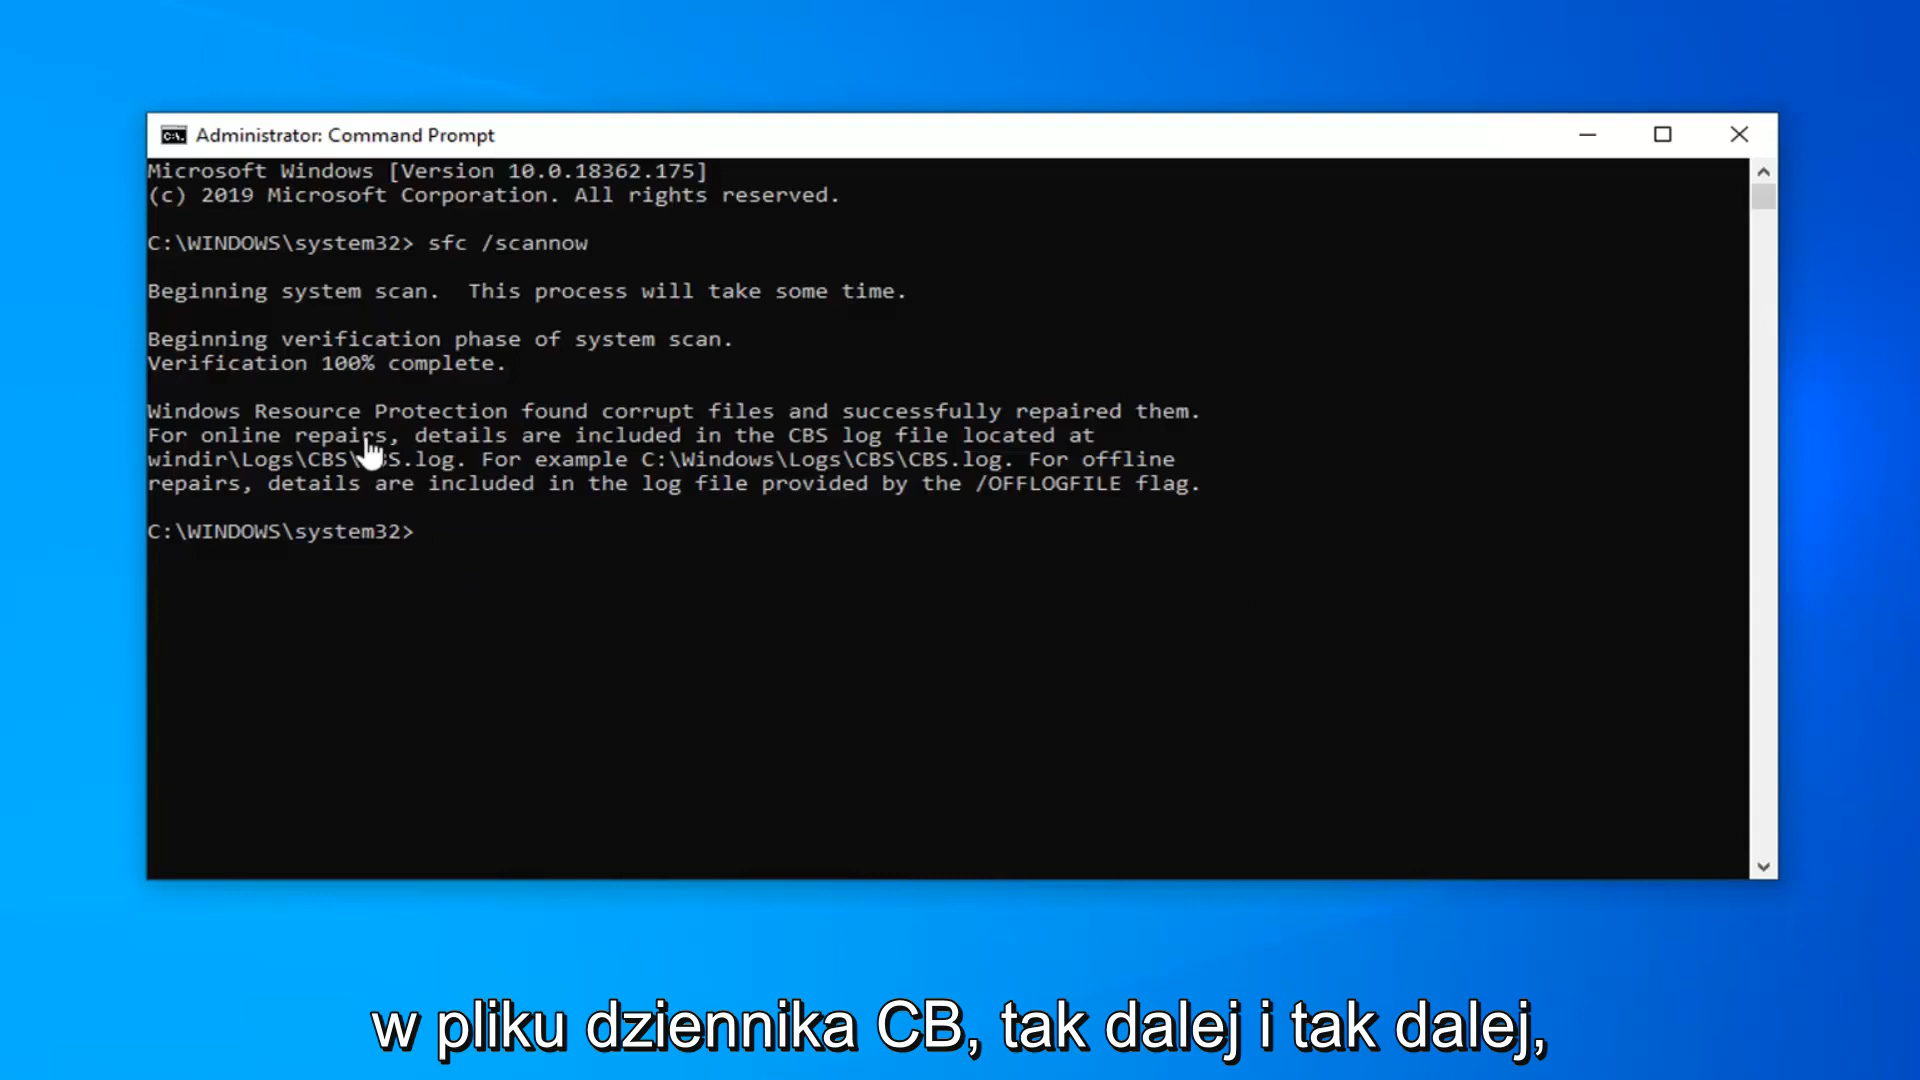 Administrator: Command Prompt
Microsoft Windows [Version 10.0.18362.175]
(c) 2019 Microsoft Corporation. All rights reserved.
C:\WINDOWS\system32> sfc /scannow
Beginning system scan.  This process will take some time.
Beginning verification phase of system scan.
Verification 100% complete.
Windows Resource Protection found corrupt files and successfully repaired them.
For online repairs, details are included in the CBS log file located at
windir\Logs\CBS\CBS.log. For example C:\Windows\Logs\CBS\CBS.log. For offline
repairs, details are included in the log file provided by the /OFFLOGFILE flag.
C:\WINDOWS\system32>
w pliku dziennika CB, tak dalej i tak dalej,